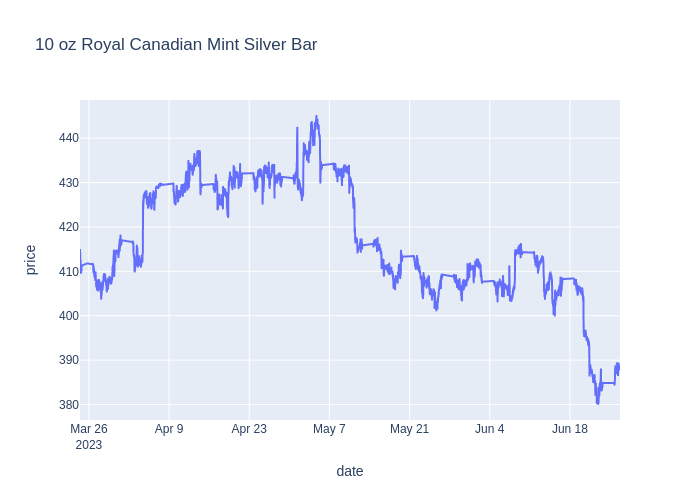 10 oz Royal Canadian Mint Silver Bar
440
430
420
410
400
390
380
price
Mar 26
2023
Apr 9
Apr 23
May 7
May 21
Jun 4
Jun 18
date